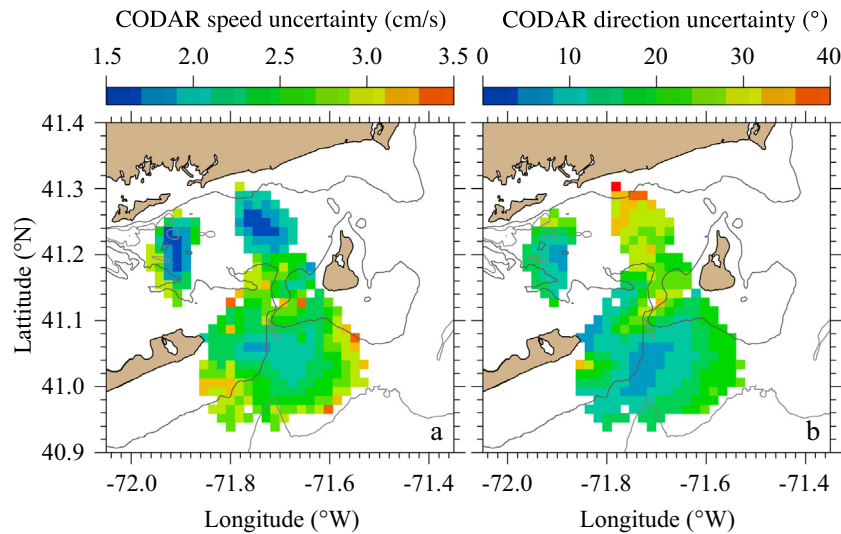 CODAR speed uncertainty (cm/s) CODAR direction uncertainty (°)
1.5 2.0 2.5 3.0 3.5 0 10 20 30 40
41.4
41.3
41.2
41.1
41.0
40.9
Lattitude (°N)
a b
-72.0 -71.8 -71.6 -71.4 -72.0 -71.8 -71.6 -71.4
Longitude (°W) Longitude (°W)